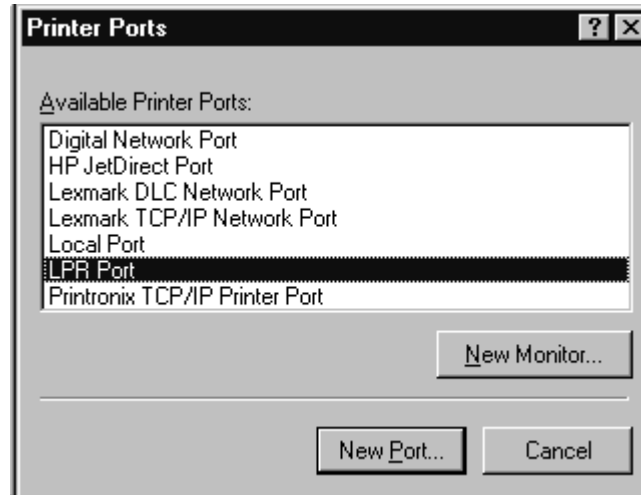 Printer Ports
Available Printer Ports:
Digital Network Port
HP JetDirect Port
Lexmark DLC Network Port
Lexmark TCP/IP Network Port
Local Port
LPR Port
Printronix TCP/IP Printer Port
New Monitor...
New Port...
Cancel